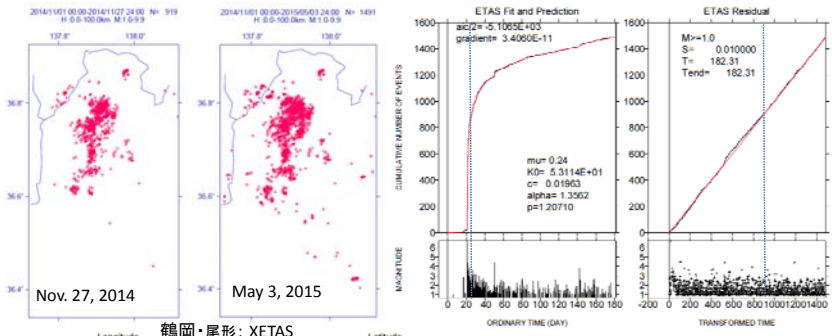 2014/11/01 00:00-2014/11/27 24:00 N= 919
H: 0.0-100.0km M:1.0-9.9
137.8° 138.0°
36.8°
36.6°
36.4°
Nov. 27, 2014
2014/11/01 00:00-2015/05/03 24:00 N= 1491
H: 0.0-100.0km M:1.0-9.9
137.8° 138.0°
36.8°
36.6°
36.4°
May 3, 2015
鶴岡・尾形: XETAS
ETAS Fit and Prediction
aic/2= -5.1065E+03
gradient= 3.4060E-11
mu= 0.24
K0= 5.3114E+01
c= 0.01963
alpha= 1.3562
p=1.20710
CUMULATIVE NUMBER OF EVENTS
1600
1400
1200
1000
800
600
400
200
0
MAGNITUDE
6
5
4
3
2
1
0 20 40 60 80 100 120 140 160 180
ORDINARY TIME (DAY)
ETAS Residual
M>=1.0
S= 0.010000
T= 182.31
Tend= 182.31
1600
1400
1200
1000
800
600
400
200
0
6
5
4
3
2
1
TRANSFORMED TIME